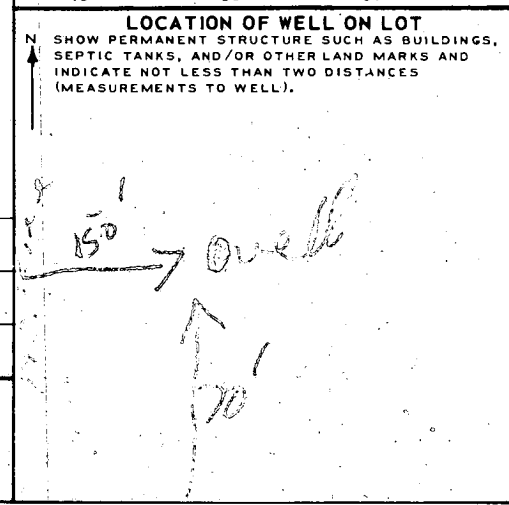 LOCATION OF WELL ON LOT
N SHOW PERMANENT STRUCTURE SUCH AS BUILDINGS,
SEPTIC TANKS, AND/OR OTHER LAND MARKS AND
INDICATE NOT LESS THAN TWO DISTANCES
(MEASUREMENTS TO WELL).
150'
O well
70'